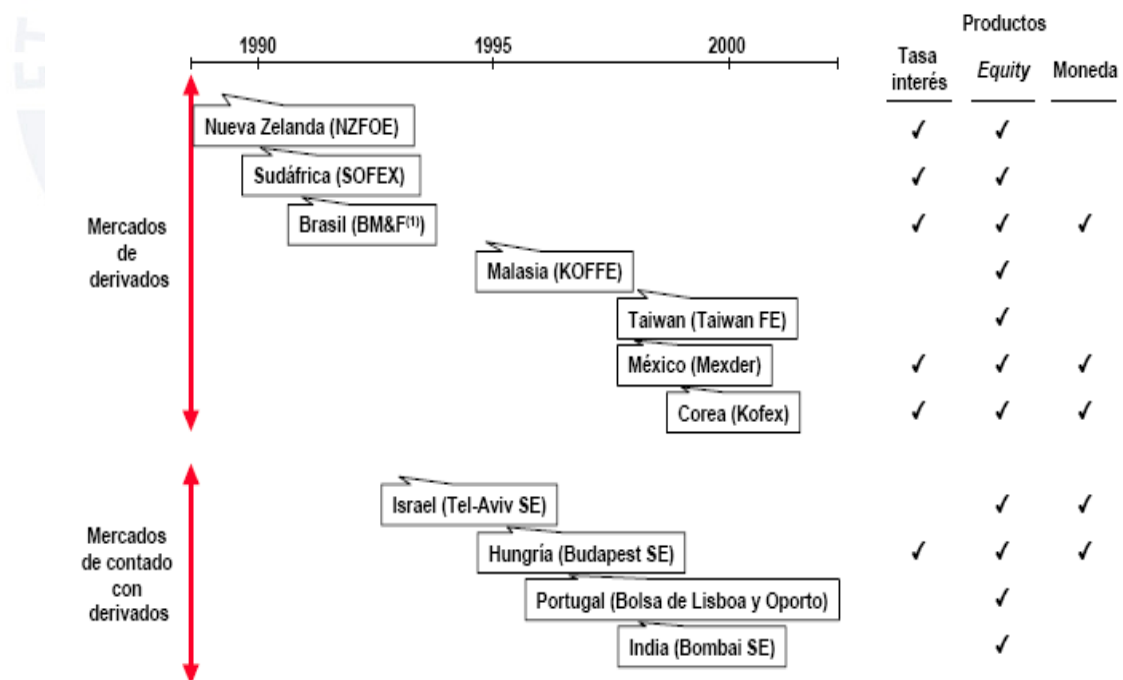 Productos
1990 1995 2000
Tasa interés Equity Moneda
Nueva Zelanda (NZFOE) ✓ ✓
Sudáfrica (SOFEX) ✓ ✓
Brasil (BM&F(1)) ✓ ✓ ✓
Mercados
de
derivados
Malasia (KOFFE) ✓
Taiwan (Taiwan FE) ✓
México (Mexder) ✓ ✓ ✓
Corea (Kofex) ✓ ✓ ✓
Israel (Tel-Aviv SE) ✓ ✓
Mercados
de contado
con
derivados
Hungría (Budapest SE) ✓ ✓ ✓
Portugal (Bolsa de Lisboa y Oporto) ✓
India (Bombai SE) ✓